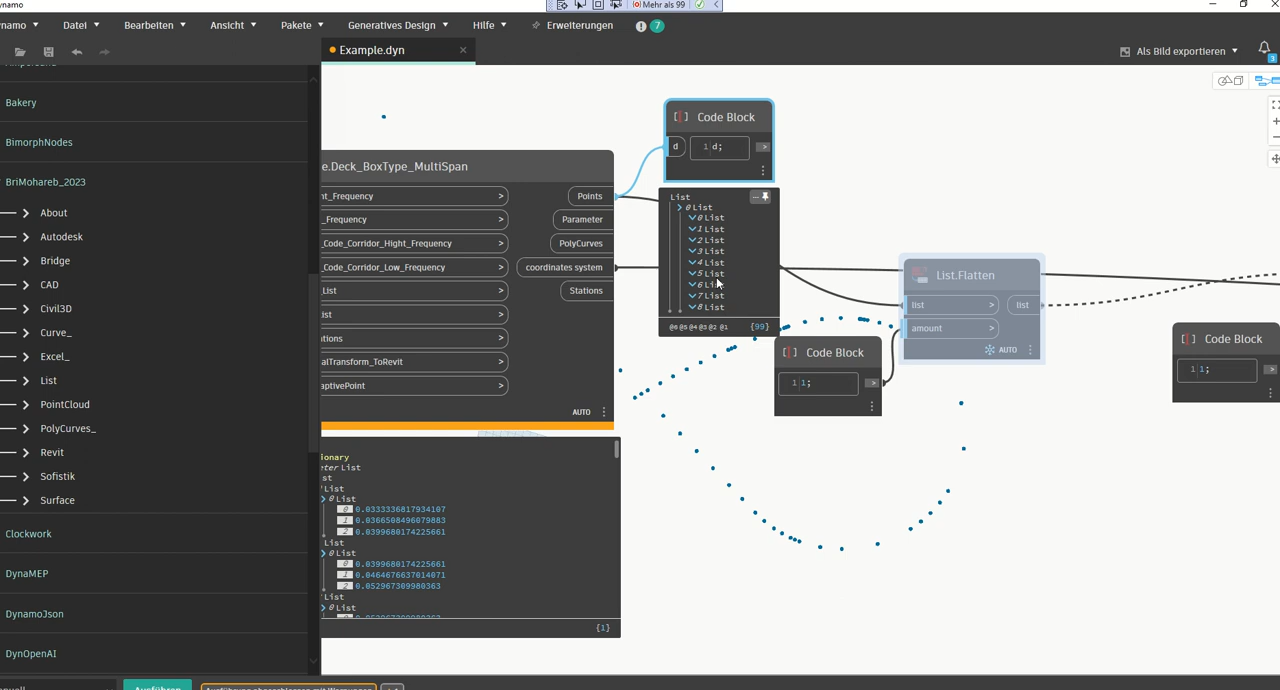 Mehr als 99
Datei
Bearbeiten
Ansicht
Pakete
Generatives Design
Hilfe
Erweiterungen
7
Example.dyn
Als Bild exportieren
3
Bakery
BimorphNodes
BriMohareb_2023
About
Autodesk
Bridge
CAD
Civil3D
Curve_
Excel_
List
PointCloud
PolyCurves_
Revit
Sofistik
Surface
Clockwork
DynaMEP
DynamoJson
DynOpenAI
e.Deck_BoxType_MultiSpan
ht_Frequency >
_Frequency >
_Code_Corridor_Hight_Frequency >
_Code_Corridor_Low_Frequency >
List >
ist >
ations >
alTransform_ToRevit >
aptivePoint >
Points
Parameter
PolyCurves
coordinates system
Stations
AUTO
ionary
eter List
st
List
0 List
0 0.0333336817934107
1 0.0366508496079883
2 0.0399680174225661
List
0 List
0 0.0399680174225661
1 0.0464676637014071
2 0.052967309980363
List
0 List
{1}
Code Block
d
1 d;
>
List
0 List
0 List
1 List
2 List
3 List
4 List
5 List
6 List
7 List
8 List
@6 @5 @4 @3 @2 @1
{99}
Code Block
1 1;
>
List.Flatten
list >
list
amount >
AUTO
Code Block
1 1;
>